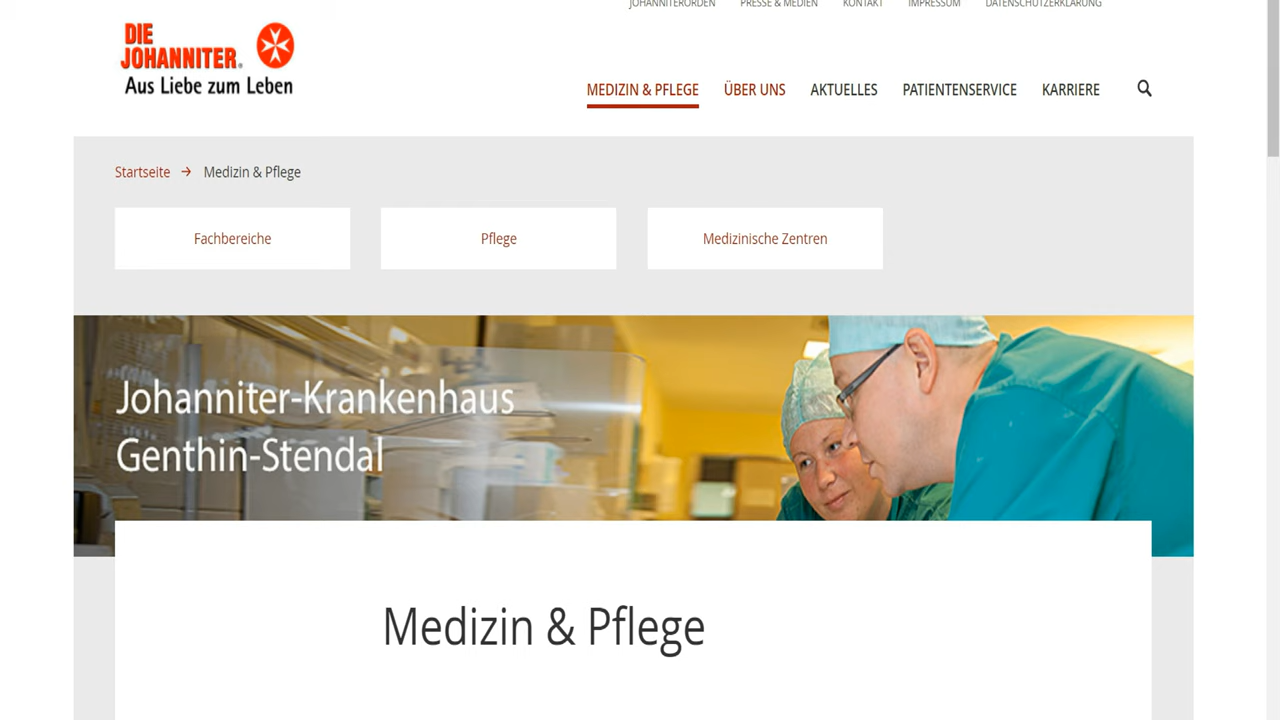 JOHANNITERORDEN PRESSE & MEDIEN KONTAKT IMPRESSUM DATENSCHUTZERKLÄRUNG
DIE
JOHANNITER®
Aus Liebe zum Leben
MEDIZIN & PFLEGE ÜBER UNS AKTUELLES PATIENTENSERVICE KARRIERE
Startseite → Medizin & Pflege
Fachbereiche Pflege Medizinische Zentren
Johanniter-Krankenhaus
Genthin-Stendal
Medizin & Pflege